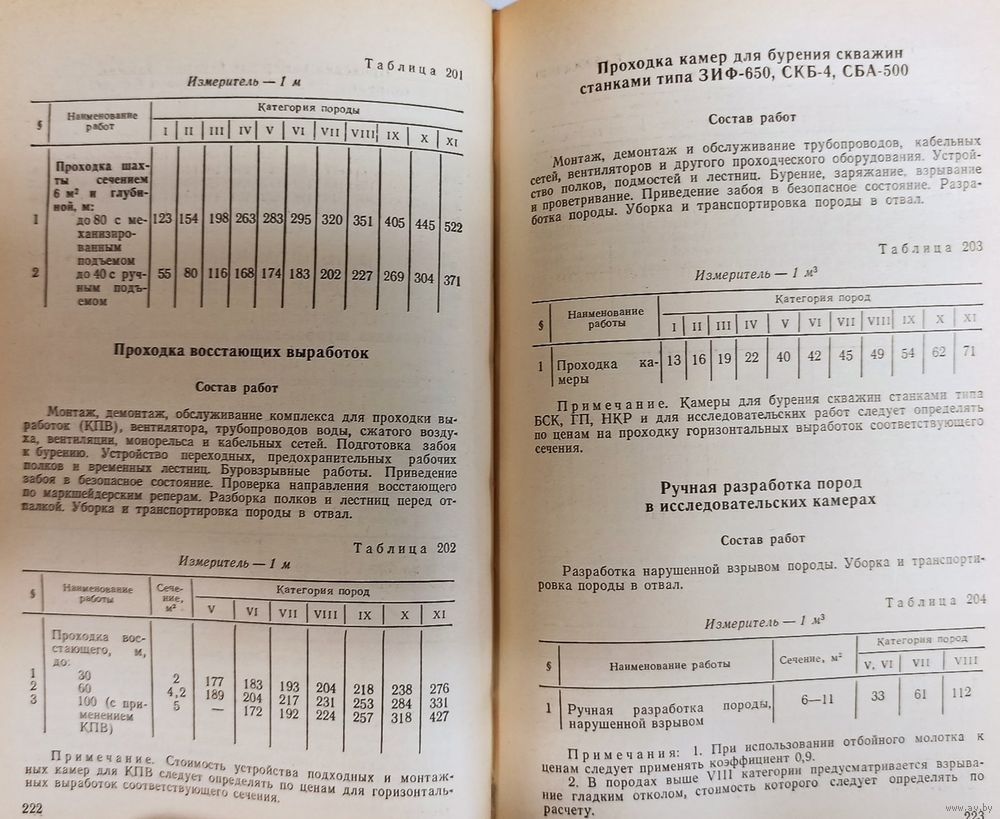 Таблица 201
Измеритель — 1 м
§ Наименование работ Категория породы
I II III IV V VI VII VIII IX X XI
Проходка шах-
ты сечением
6 м² и глуби-
ной, м:
1 до 80 с ме- 123 154 198 263 283 295 320 351 405 445 522
ханизиро-
ванным
подъемом
2 до 40 с руч- 55 80 116 168 174 183 202 227 269 304 371
ным подъ-
емом
Проходка восстающих выработок
Состав работ
Монтаж, демонтаж, обслуживание комплекса для проходки вы-
работок (КПВ), вентилятора, трубопроводов воды, сжатого возду-
ха, вентиляции, монорельса и кабельных сетей. Подготовка забоя
к бурению. Устройство переходных, предохранительных рабочих
полков и временных лестниц. Буровзрывные работы. Приведение
забоя в безопасное состояние. Проверка направления восстающего
по маркшейдерским реперам. Разборка полков и лестниц перед от-
палкой. Уборка и транспортировка породы в отвал.
Таблица 202
Измеритель — 1 м
§ Наименование работы Сече-ние, м² Категория пород
V VI VII VIII IX X XI
Проходка вос-
стающего, м,
до:
1 30 2 177 183 193 204 218 238 276
2 60 4,2 189 204 217 231 253 284 331
3 100 (с при- 5 — 172 192 224 257 318 427
менением
КПВ)
Примечание. Стоимость устройства подходных и монтаж-
ных камер для КПВ следует определять по ценам для горизонталь-
ных выработок соответствующего сечения.
222
Проходка камер для бурения скважин
станками типа ЗИФ-650, СКБ-4, СБА-500
Состав работ
Монтаж, демонтаж и обслуживание трубопроводов, кабельных
сетей, вентиляторов и другого проходческого оборудования. Устрой-
ство полков, подмостей и лестниц. Бурение, заряжание, взрывание
и проветривание. Приведение забоя в безопасное состояние. Разра-
ботка породы. Уборка и транспортировка породы в отвал.
Таблица 203
Измеритель — 1 м³
§ Наименование работы Категория пород
I II III IV V VI VII VIII IX X XI
1 Проходка ка- 13 16 19 22 40 42 45 49 54 62 71
меры
Примечание. Камеры для бурения скважин станками типа
БСК, ГП, НКР и для исследовательских работ следует определять
по ценам на проходку горизонтальных выработок соответствующего
сечения.
Ручная разработка пород
в исследовательских камерах
Состав работ
Разработка нарушенной взрывом породы. Уборка и транспорти-
ровка породы в отвал.
Таблица 204
Измеритель — 1 м³
§ Наименование работы Сечение, м² Категория пород
V, VI VII VIII
1 Ручная разработка породы, 6—11 33 61 112
нарушенной взрывом
Примечания: 1. При использовании отбойного молотка к
ценам следует применять коэффициент 0,9.
2. В породах выше VIII категории предусматривается взрыва-
ние гладким отколом, стоимость которого следует определять по
расчету.
223
www.ay.by